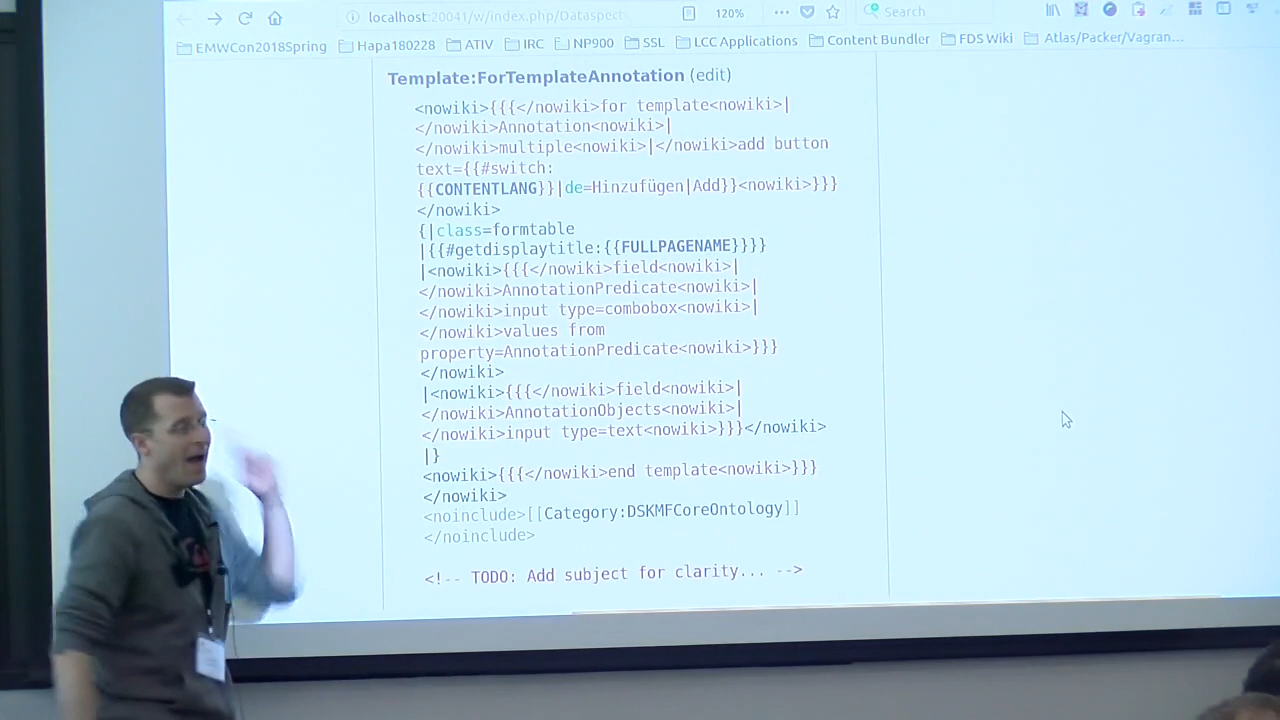 localhost:20041/w/index.php/Dataspect
120%
Search
EMWCon2018Spring
Hapa180228
ATIV
IRC
NP900
SSL
LCC Applications
Content Bundler
FDS Wiki
Atlas/Packer/Vagran...
Template:ForTemplateAnnotation (edit)
<nowiki>{{{</nowiki>for template<nowiki>|
</nowiki>Annotation<nowiki>|
</nowiki>multiple<nowiki>|</nowiki>add button
text={{#switch:
{{CONTENTLANG}}|de=Hinzufügen|Add}}<nowiki>}}}
</nowiki>
{|class=formtable
|{{#getdisplaytitle:{{FULLPAGENAME}}}}
|<nowiki>{{{</nowiki>field<nowiki>|
</nowiki>AnnotationPredicate<nowiki>|
</nowiki>input type=combobox<nowiki>|
</nowiki>values from
property=AnnotationPredicate<nowiki>}}}
</nowiki>
|<nowiki>{{{</nowiki>field<nowiki>|
</nowiki>AnnotationObjects<nowiki>|
</nowiki>input type=text<nowiki>}}}</nowiki>
|}
<nowiki>{{{</nowiki>end template<nowiki>}}}
</nowiki>
<noinclude>[[Category:DSKMFCoreOntology]]
</noinclude>
<!-- TODO: Add subject for clarity... -->